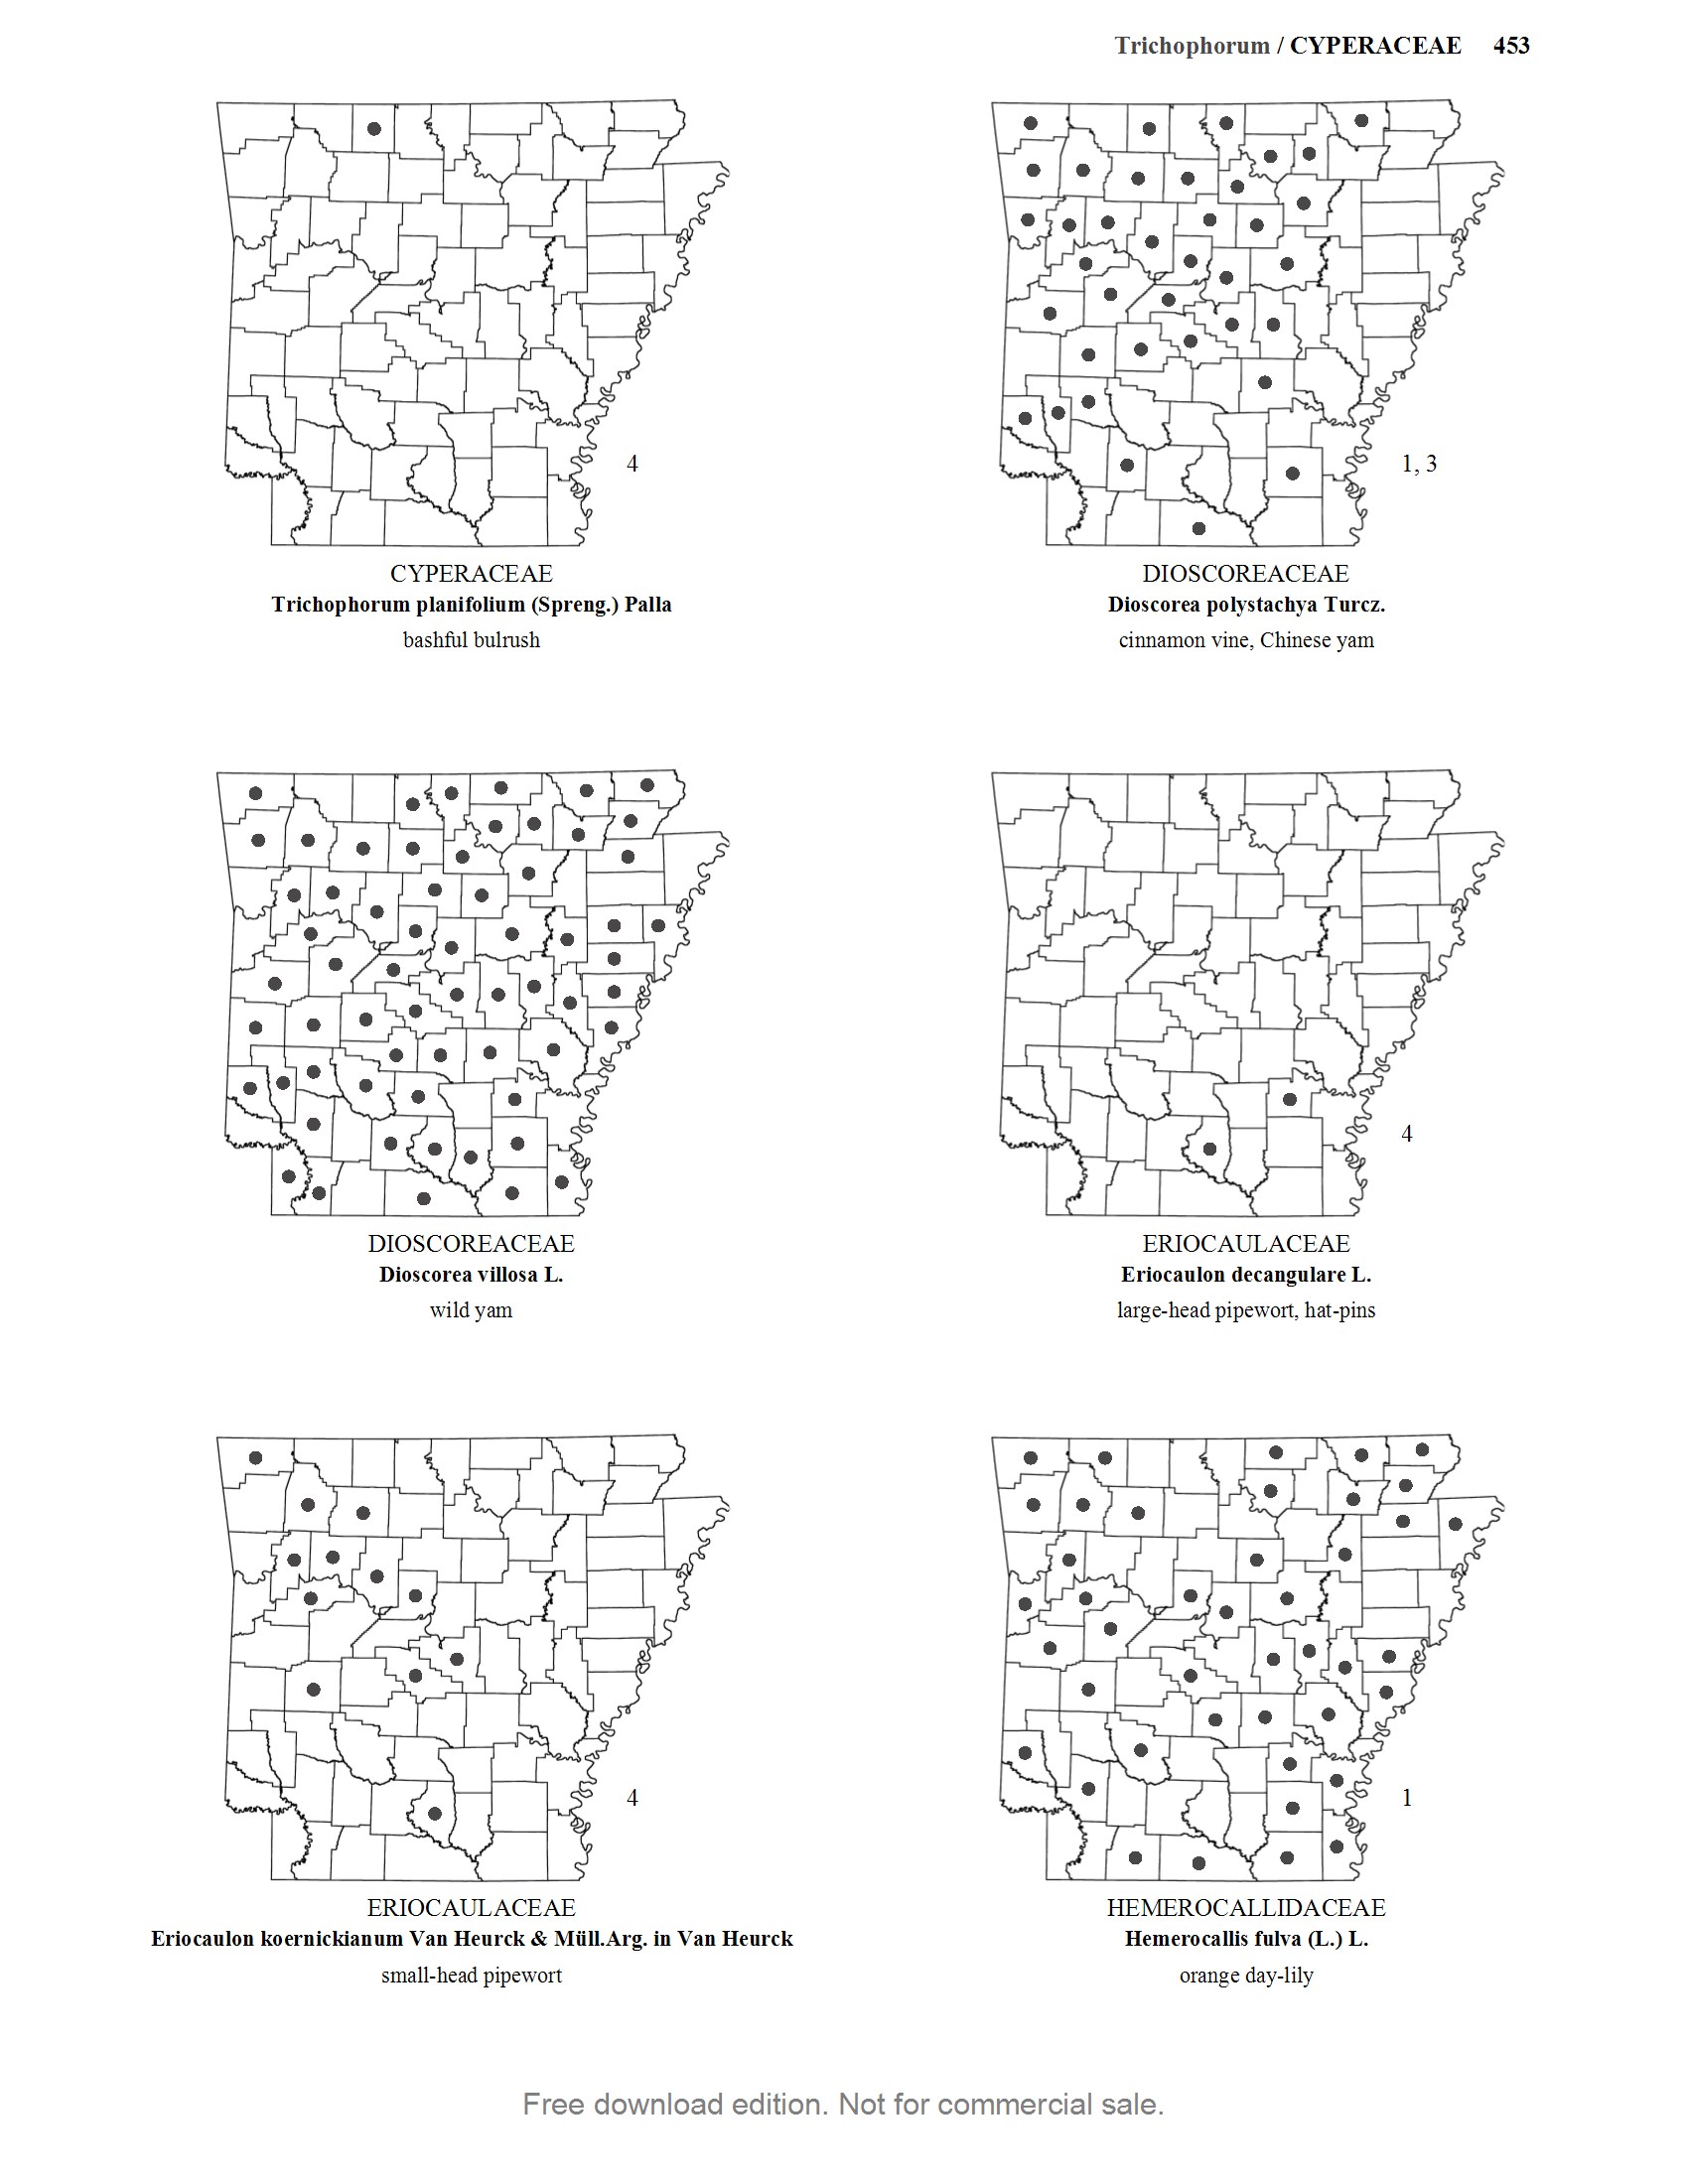 Trichophorum / CYPERACEAE 453
4
CYPERACEAE
Trichophorum planifolium (Spreng.) Palla
bashful bulrush
1, 3
DIOSCOREACEAE
Dioscorea polystachya Turcz.
cinnamon vine, Chinese yam
DIOSCOREACEAE
Dioscorea villosa L.
wild yam
4
ERIOCAULACEAE
Eriocaulon decangulare L.
large-head pipewort, hat-pins
4
ERIOCAULACEAE
Eriocaulon koernickianum Van Heurck & Müll.Arg. in Van Heurck
small-head pipewort
1
HEMEROCALLIDACEAE
Hemerocallis fulva (L.) L.
orange day-lily
Free download edition. Not for commercial sale.